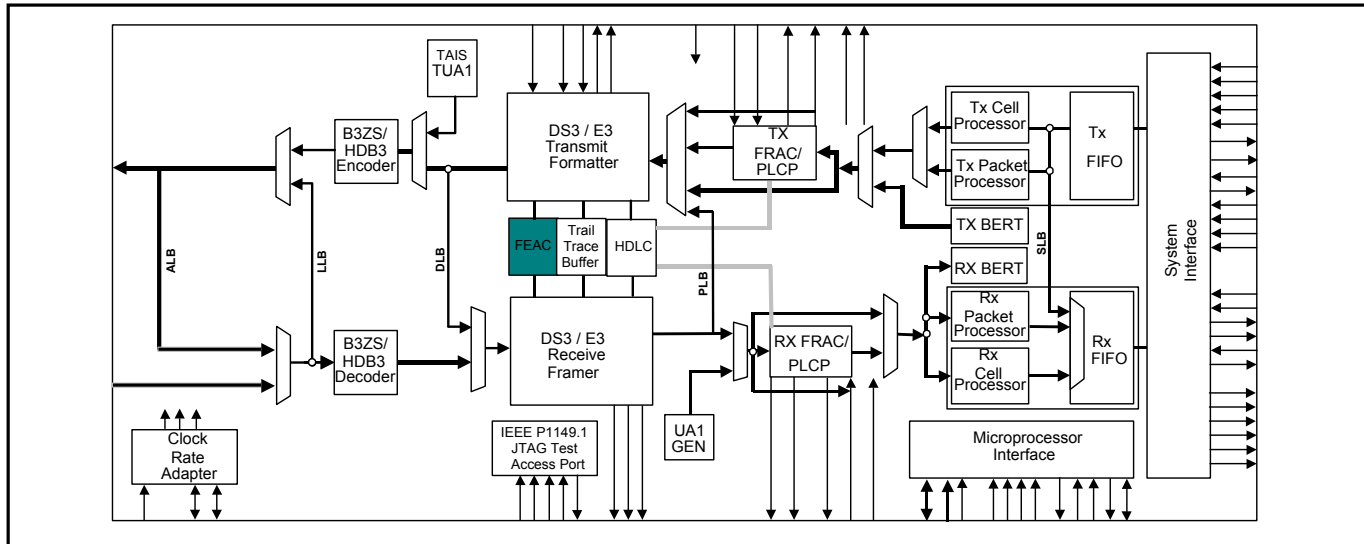 TAIS
TUA1
B3ZS/
HDB3
Encoder
DS3 / E3
Transmit
Formatter
TX
FRAC/
PLCP
Tx Cell
Processor
Tx Packet
Processor
Tx
FIFO
TX BERT
RX BERT
System
Interface
FEAC
Trail
Trace
Buffer
HDLC
ALB
LLB
DLB
PLB
SLB
B3ZS/
HDB3
Decoder
DS3 / E3
Receive
Framer
RX FRAC/
PLCP
Rx
Packet
Processor
Rx
Cell
Processor
Rx
FIFO
UA1
GEN
Clock
Rate
Adapter
IEEE P1149.1
JTAG Test
Access Port
Microprocessor
Interface